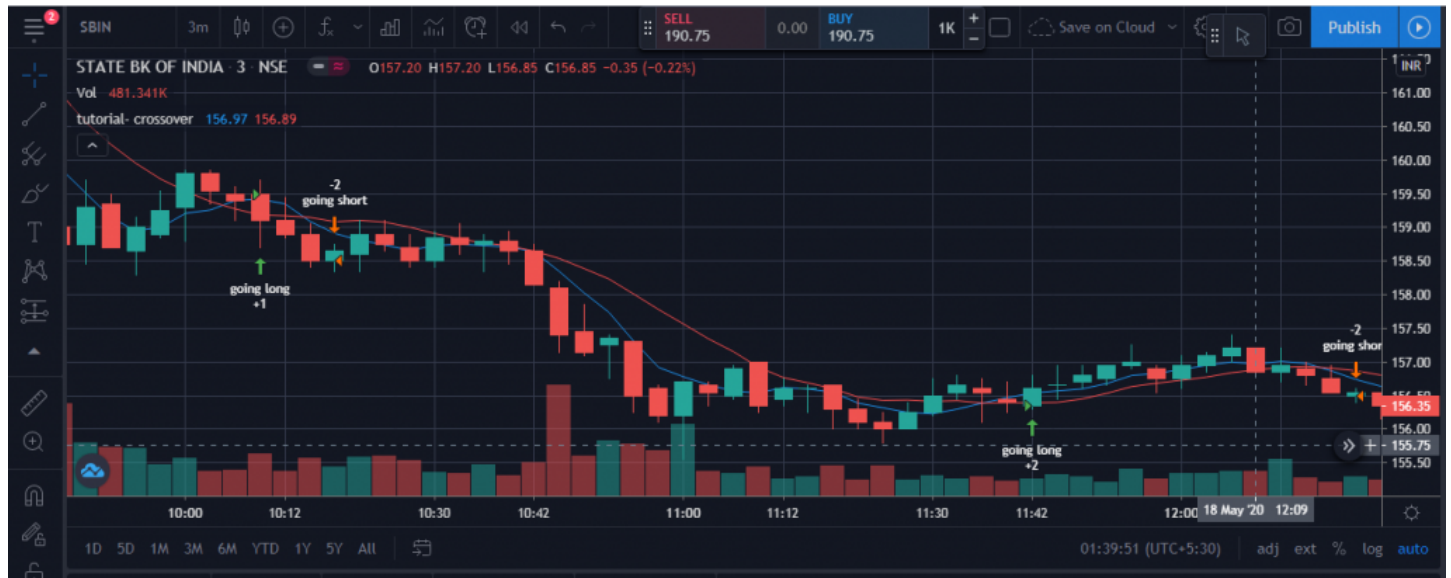 2
SBIN 3m fx SELL 190.75 0.00 BUY 190.75 1K + − Save on Cloud Publish
STATE BK OF INDIA · 3 · NSE O157.20 H157.20 L156.85 C156.85 −0.35 (−0.22%)
INR
Vol 481.341K
tutorial- crossover 156.97 156.89
161.00
160.50
160.00
159.50
159.00
158.50
158.00
157.50
157.00
156.35
156.00
155.75
155.50
-2
going short
going long
+1
going long
+2
-2
going shor
10:00 10:12 10:30 10:42 11:00 11:12 11:30 11:42 12:00 18 May '20 12:09
1D 5D 1M 3M 6M YTD 1Y 5Y All 01:39:51 (UTC+5:30) adj ext % log auto